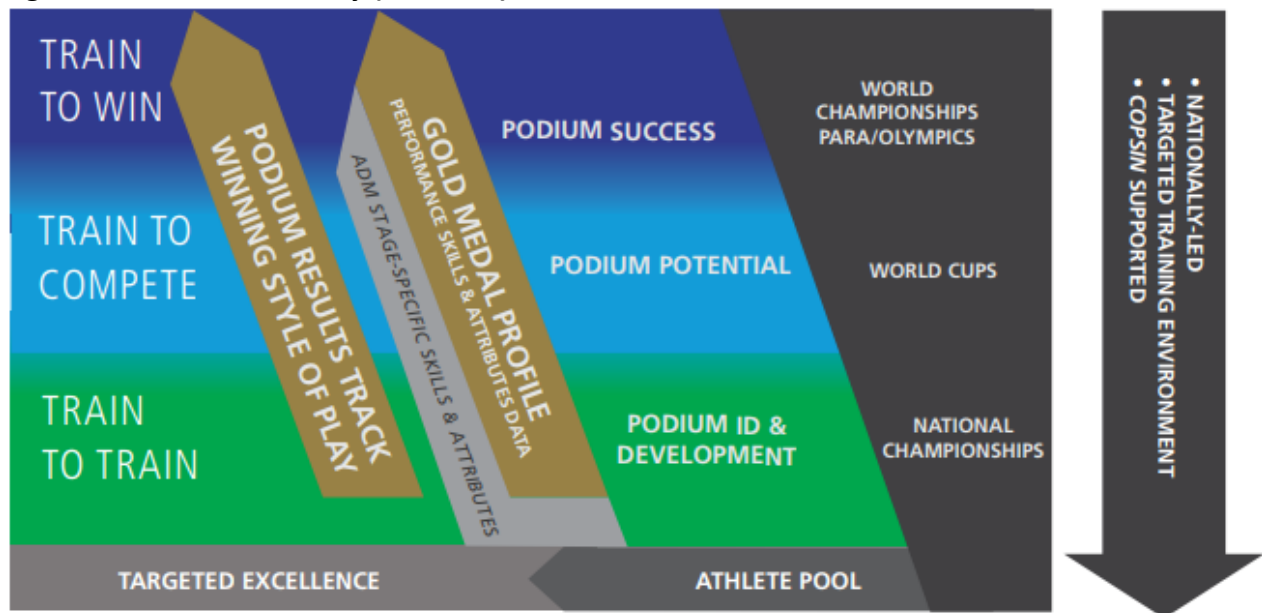 TRAIN
TO WIN
TRAIN TO
COMPETE
TRAIN
TO TRAIN
PODIUM RESULTS TRACK
WINNING STYLE OF PLAY
GOLD MEDAL PROFILE
PERFORMANCE SKILLS & ATTRIBUTES DATA
ADM STAGE-SPECIFIC SKILLS & ATTRIBUTES
PODIUM SUCCESS
PODIUM POTENTIAL
PODIUM ID &
DEVELOPMENT
WORLD
CHAMPIONSHIPS
PARA/OLYMPICS
WORLD CUPS
NATIONAL
CHAMPIONSHIPS
• NATIONALLY-LED
• TARGETED TRAINING ENVIRONMENT
• COPSIN SUPPORTED
TARGETED EXCELLENCE
ATHLETE POOL